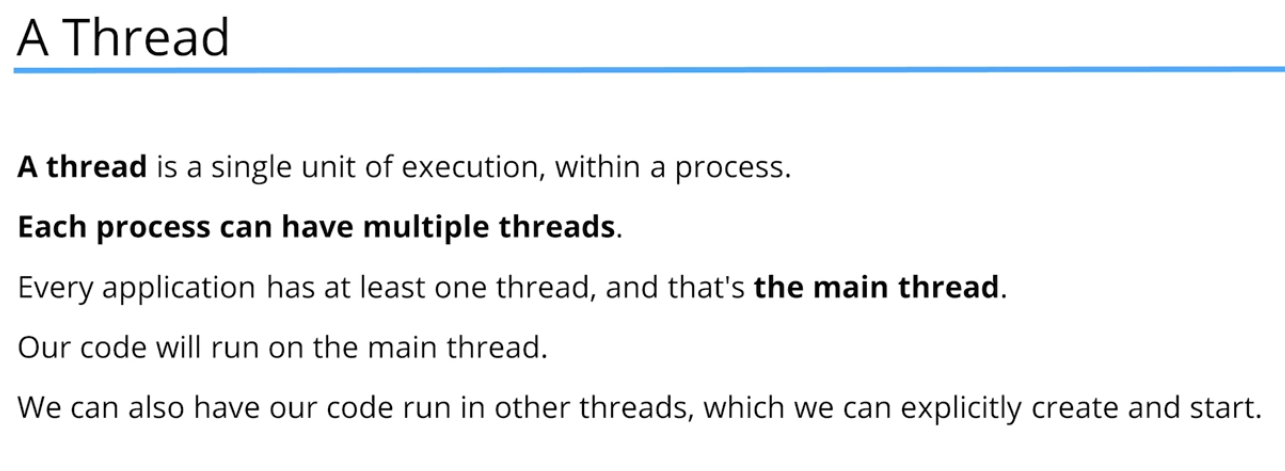 A Thread
A thread is a single unit of execution, within a process.
Each process can have multiple threads.
Every application has at least one thread, and that's the main thread.
Our code will run on the main thread.
We can also have our code run in other threads, which we can explicitly create and start.